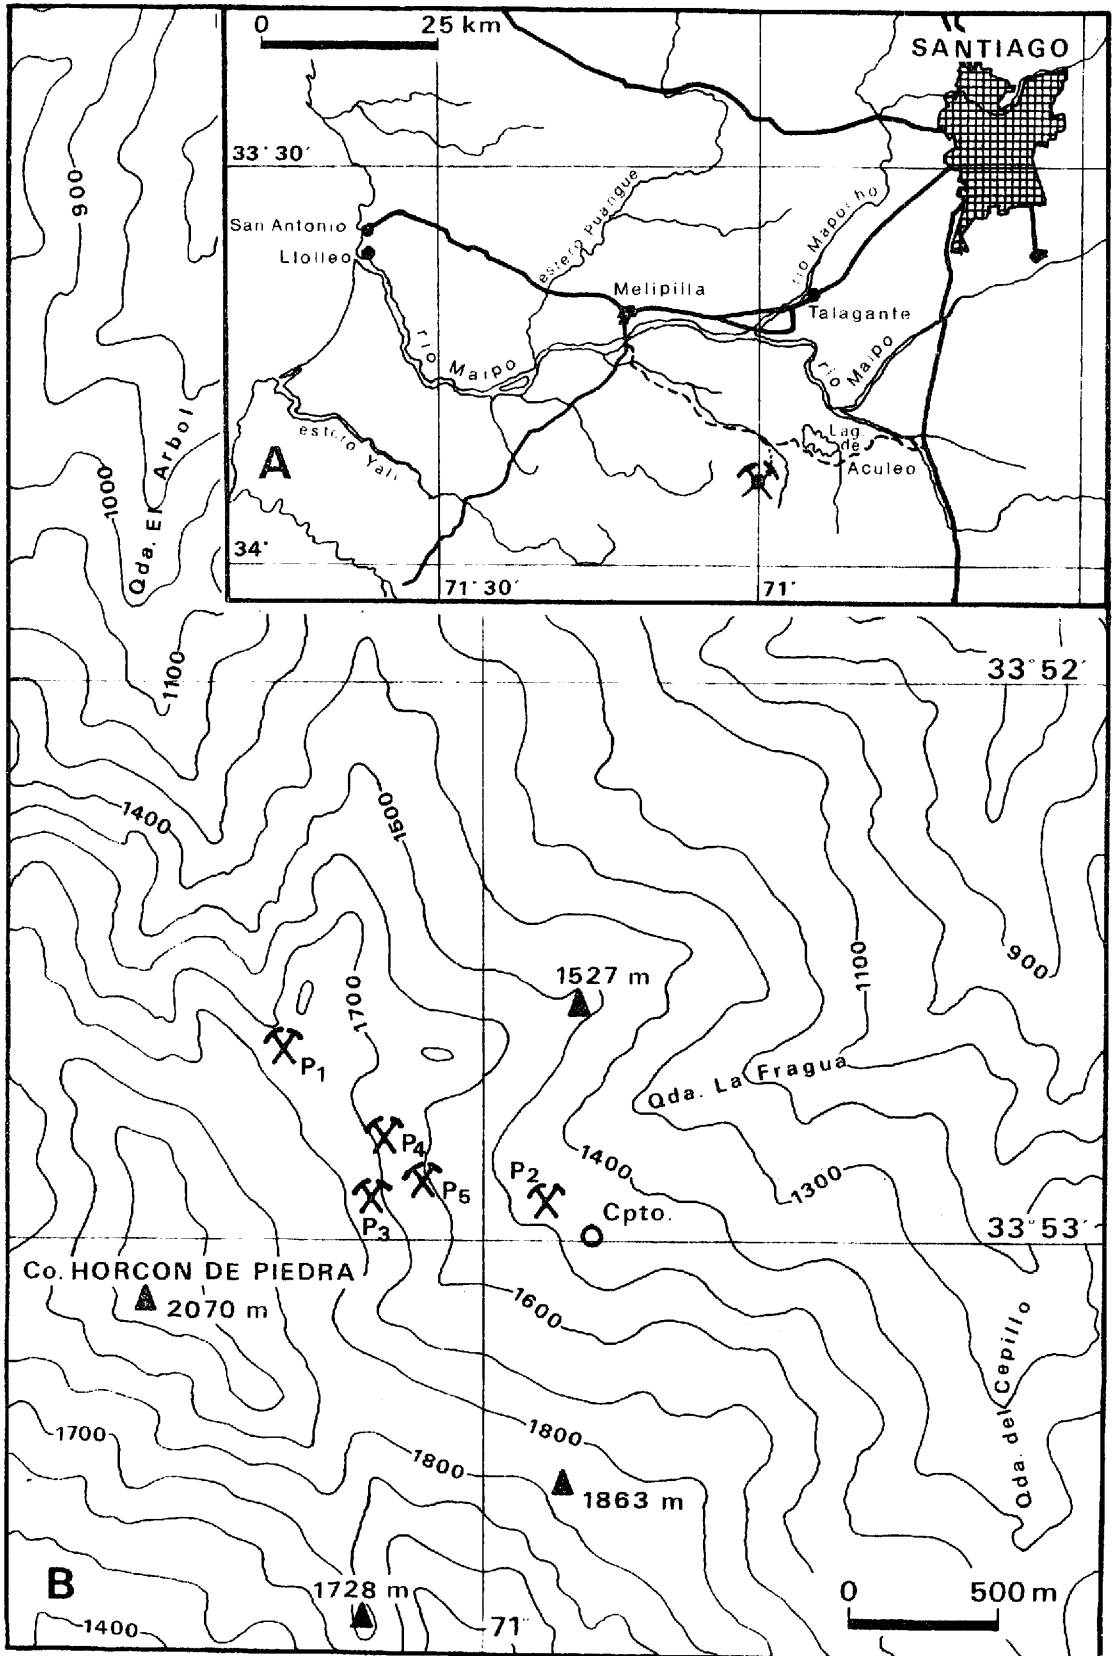 0 25 km
SANTIAGO
33°30′
San Antonio
Llolleo
estero Puangue
río Mapocho
Melipilla
Talagante
río Maipo
río Maipo
estero Yali
Lag.
de
Aculeo
A
34°
71°30′
71°
900
1000
Qda. El Arbol
1100
33°52′
1400
1500
1700
1527 m
1100
900
P1
Qda. La Fragua
P4
P5
P3
P2
1400
1300
Cpto.
33°53′
Co. HORCON DE PIEDRA
2070 m
1600
Qda. del Cepillo
1700
1800
1800
1863 m
B
1728 m
1400
71°
0 500 m